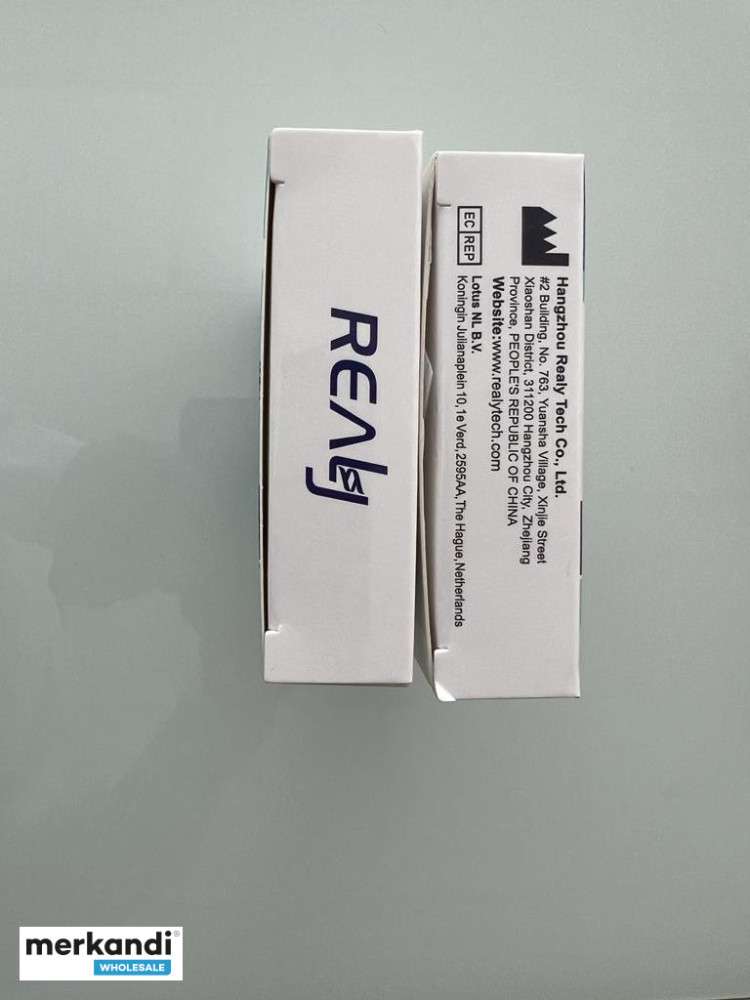 REALY
Hangzhou Realy Tech Co., Ltd.
#2 Building, No. 763, Yuansha Village, Xinjie Street
Xiaoshan District, 311200 Hangzhou City, Zhejiang
Province, PEOPLE'S REPUBLIC OF CHINA
Website:www.realytech.com
EC REP
Lotus NL B.V.
Koningin Julianaplein 10,1e Verd,2595AA,The Hague,Netherlands
merkandi®
WHOLESALE